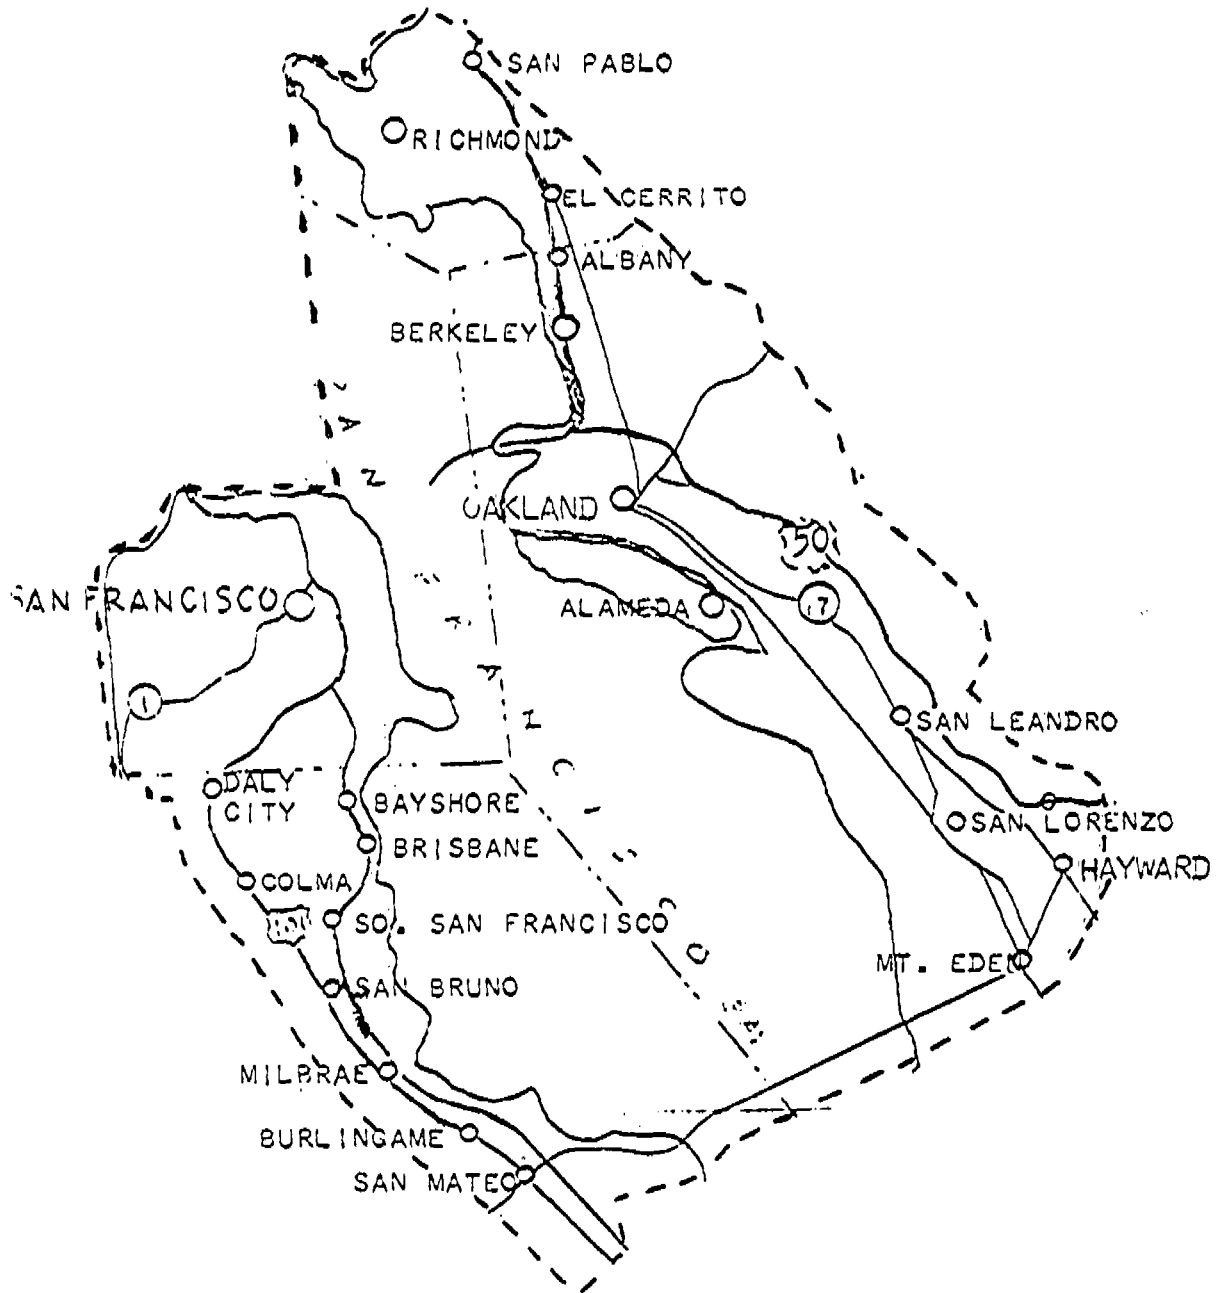 SAN PABLO
RICHMOND
EL CERRITO
ALBANY
BERKELEY
OAKLAND
50
SAN FRANCISCO
ALAMEDA
17
1
SAN LEANDRO
DALY
CITY
BAYSHORE
SAN LORENZO
BRISBANE
HAYWARD
COLMA
101
SO. SAN FRANCISCO
MT. EDEN
SAN BRUNO
MILBRAE
BURLINGAME
SAN MATEO